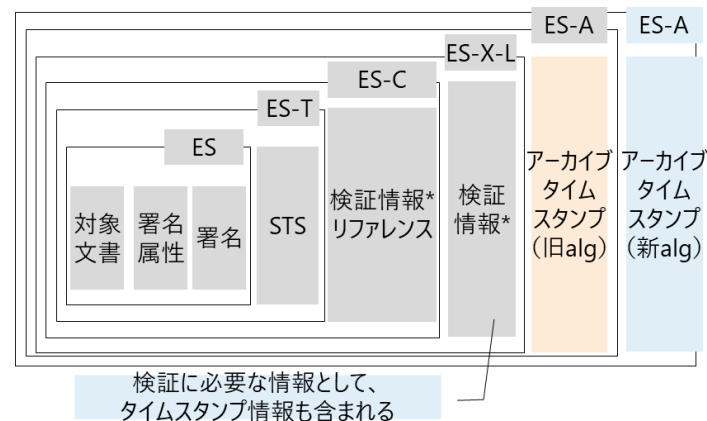 ES-A
ES-A
ES-X-L
ES-C
ES-T
ES
対象
文書
署名
属性
署名
STS
検証情報*
リファレンス
検証
情報*
アーカイブ
タイム
スタンプ
(旧alg)
アーカイブ
タイム
スタンプ
(新alg)
検証に必要な情報として、
タイムスタンプ情報も含まれる